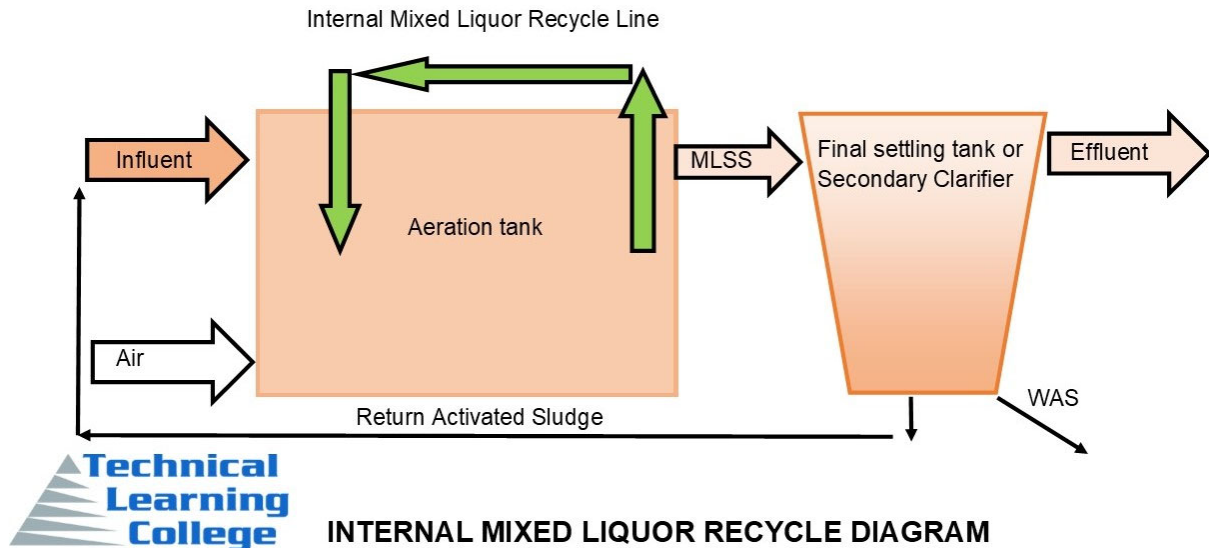 Internal Mixed Liquor Recycle Line
Influent
MLSS
Final settling tank or
Secondary Clarifier
Effluent
Aeration tank
Air
Return Activated Sludge
WAS
Technical
Learning
College
INTERNAL MIXED LIQUOR RECYCLE DIAGRAM